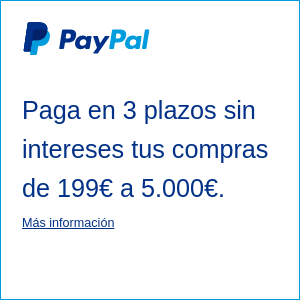 PayPal
Paga en 3 plazos sin
intereses tus compras
de 199€ a 5.000€.
Más información